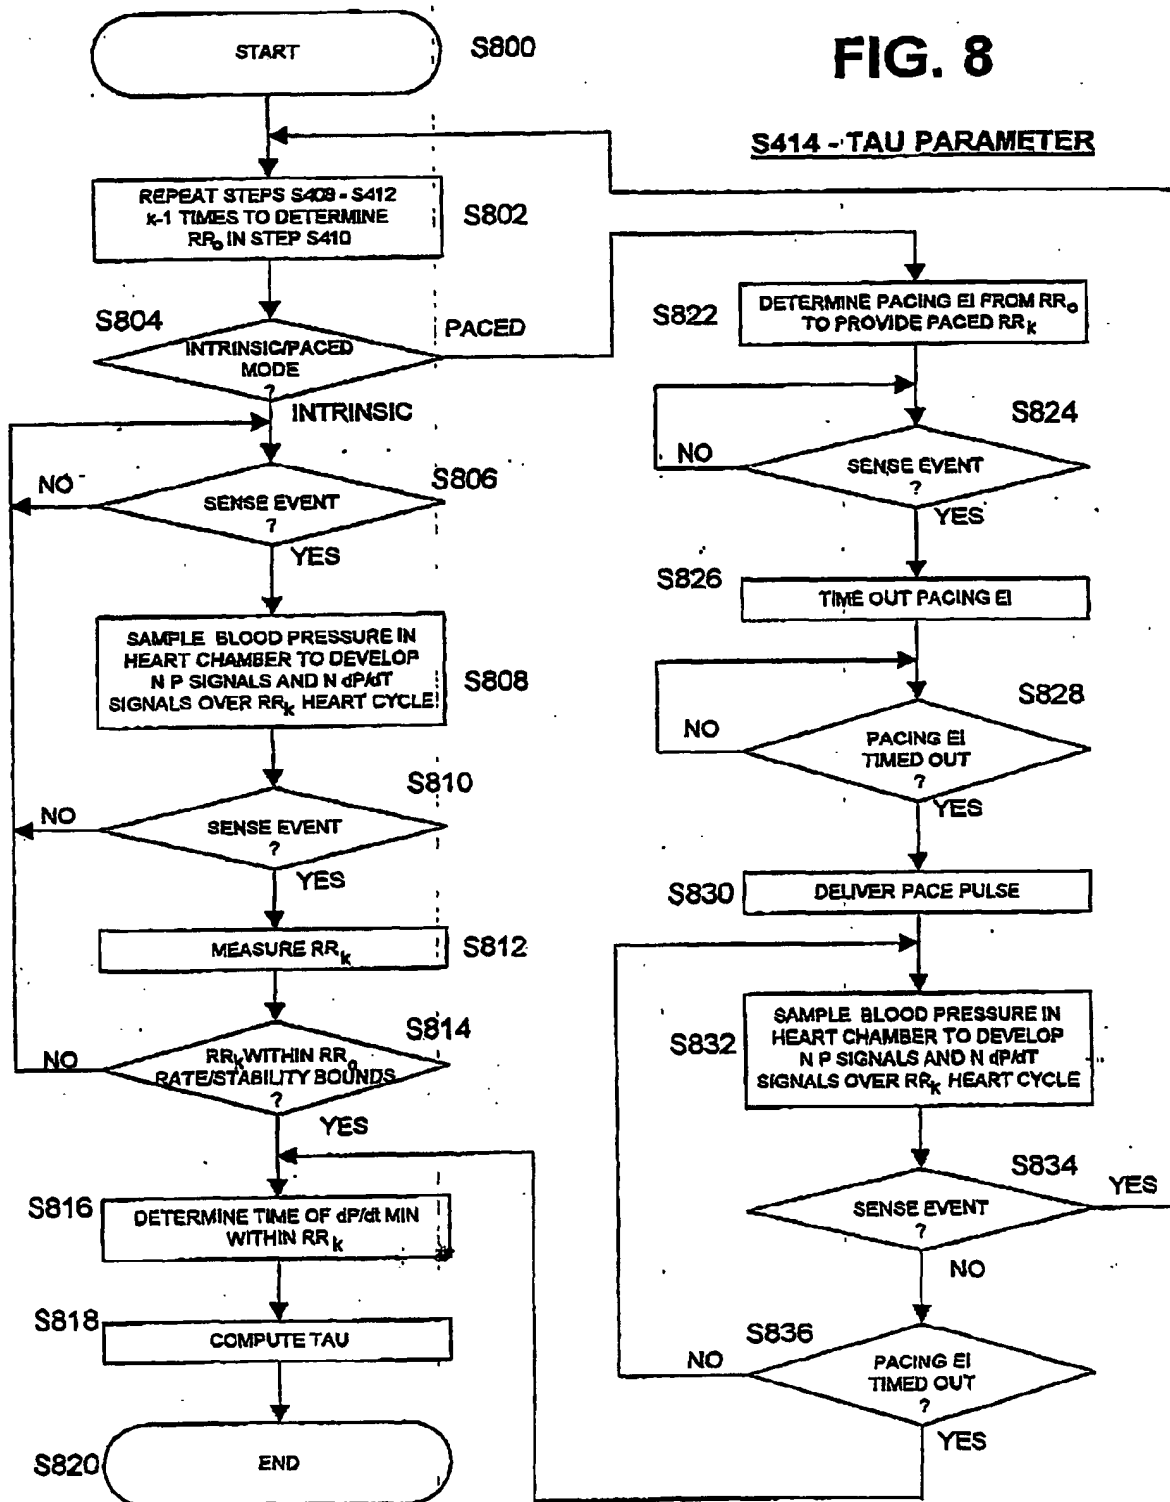 FIG. 8
S414 - TAU PARAMETER
START
S800
REPEAT STEPS S408 - S412
k-1 TIMES TO DETERMINE
RRo IN STEP S410
S802
S804
INTRINSIC/PACED
MODE
?
PACED
INTRINSIC
S806
SENSE EVENT
?
NO
YES
SAMPLE BLOOD PRESSURE IN
HEART CHAMBER TO DEVELOP
N P SIGNALS AND N dP/dT
SIGNALS OVER RRk HEART CYCLE
S808
S810
SENSE EVENT
?
NO
YES
MEASURE RRk
S812
S814
RRk WITHIN RRo
RATE/STABILITY BOUNDS
?
NO
YES
S816
DETERMINE TIME OF dP/dt MIN
WITHIN RRk
S818
COMPUTE TAU
S820
END
S822
DETERMINE PACING EI FROM RRo
TO PROVIDE PACED RRk
S824
SENSE EVENT
?
NO
YES
S826
TIME OUT PACING EI
S828
PACING EI
TIMED OUT
?
NO
YES
S830
DELIVER PACE PULSE
S832
SAMPLE BLOOD PRESSURE IN
HEART CHAMBER TO DEVELOP
N P SIGNALS AND N dP/dT
SIGNALS OVER RRk HEART CYCLE
S834
SENSE EVENT
?
YES
NO
S836
PACING EI
TIMED OUT
?
NO
YES